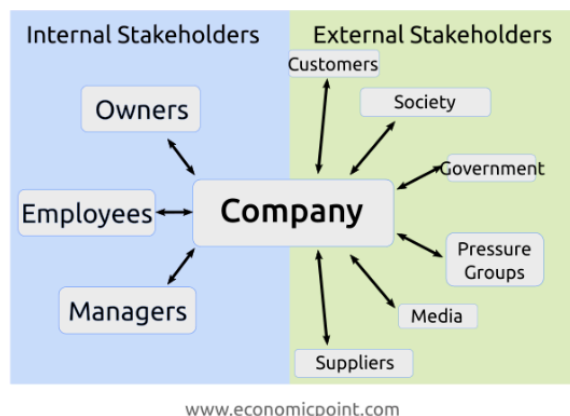 Internal Stakeholders
External Stakeholders
Customers
Owners
Society
Government
Employees
Company
Pressure
Groups
Managers
Media
Suppliers
www.economicpoint.com